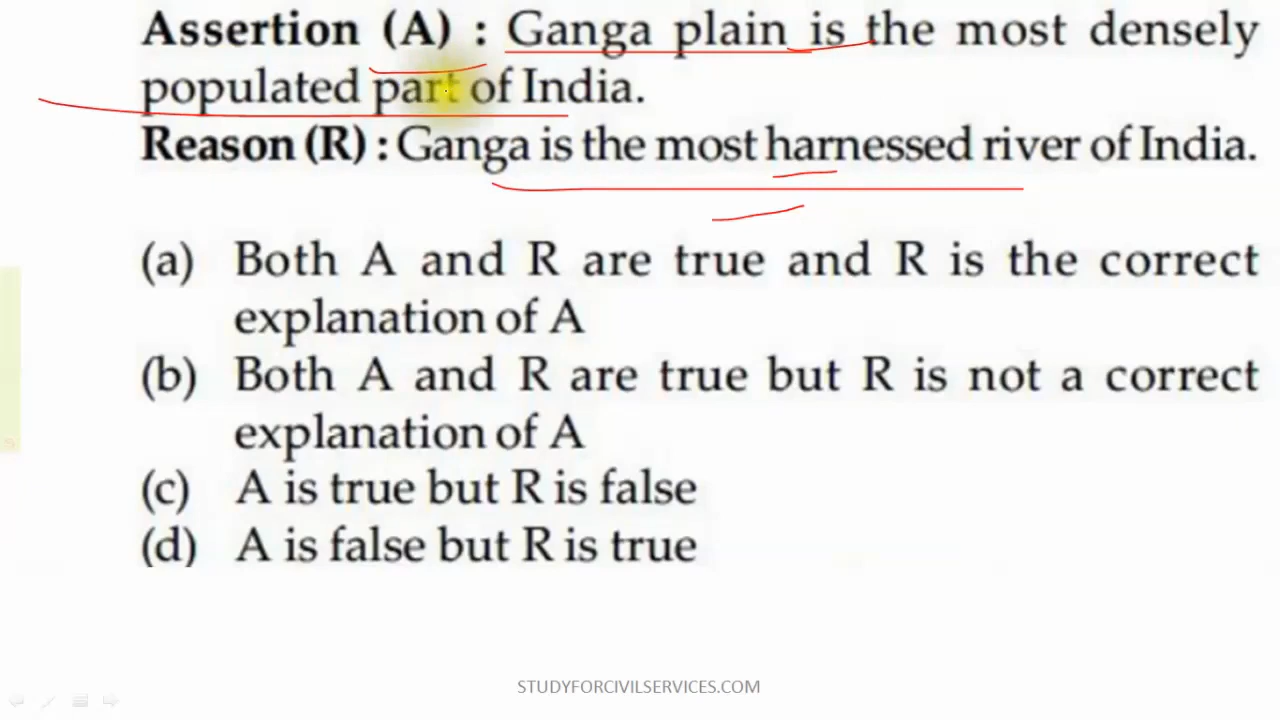 Assertion (A) : Ganga plain is the most densely
populated part of India.
Reason (R) : Ganga is the most harnessed river of India.
(a) Both A and R are true and R is the correct
explanation of A
(b) Both A and R are true but R is not a correct
explanation of A
(c) A is true but R is false
(d) A is false but R is true
STUDYFORCIVILSERVICES.COM